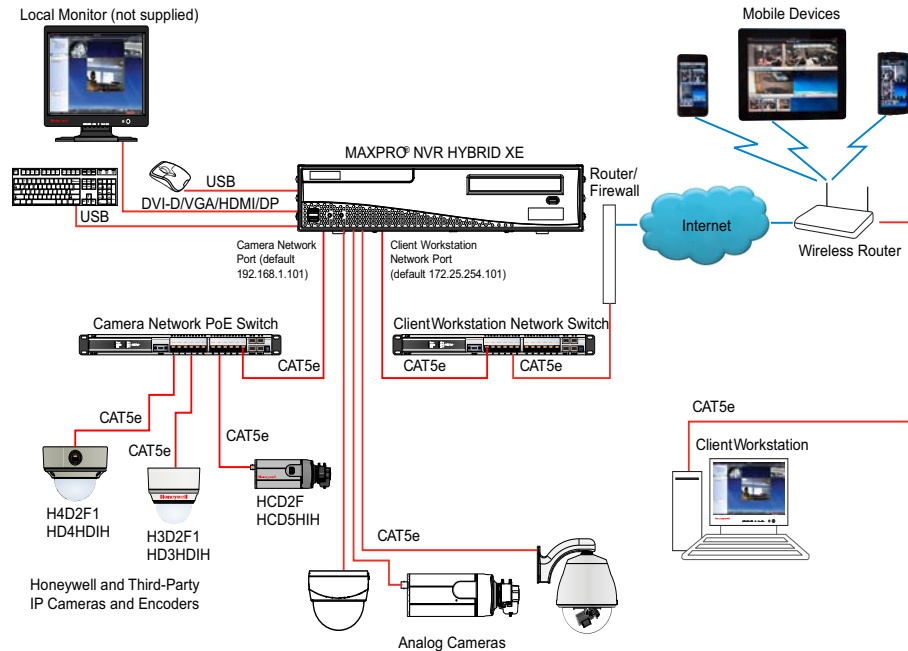 Local Monitor (not supplied)
Mobile Devices
MAXPRO® NVR HYBRID XE
Router/
Firewall
USB
DVI-D/VGA/HDMI/DP
USB
Internet
Wireless Router
Camera Network
Port (default
192.168.1.101)
Client Workstation
Network Port
(default 172.25.254.101)
Camera Network PoE Switch
ClientWorkstation Network Switch
CAT5e
CAT5e
CAT5e
CAT5e
CAT5e
CAT5e
CAT5e
ClientWorkstation
Honeywell
H4D2F1
HD4HDIH
H3D2F1
HD3HDIH
HCD2F
HCD5HIH
CAT5e
Honeywell and Third-Party
IP Cameras and Encoders
Analog Cameras